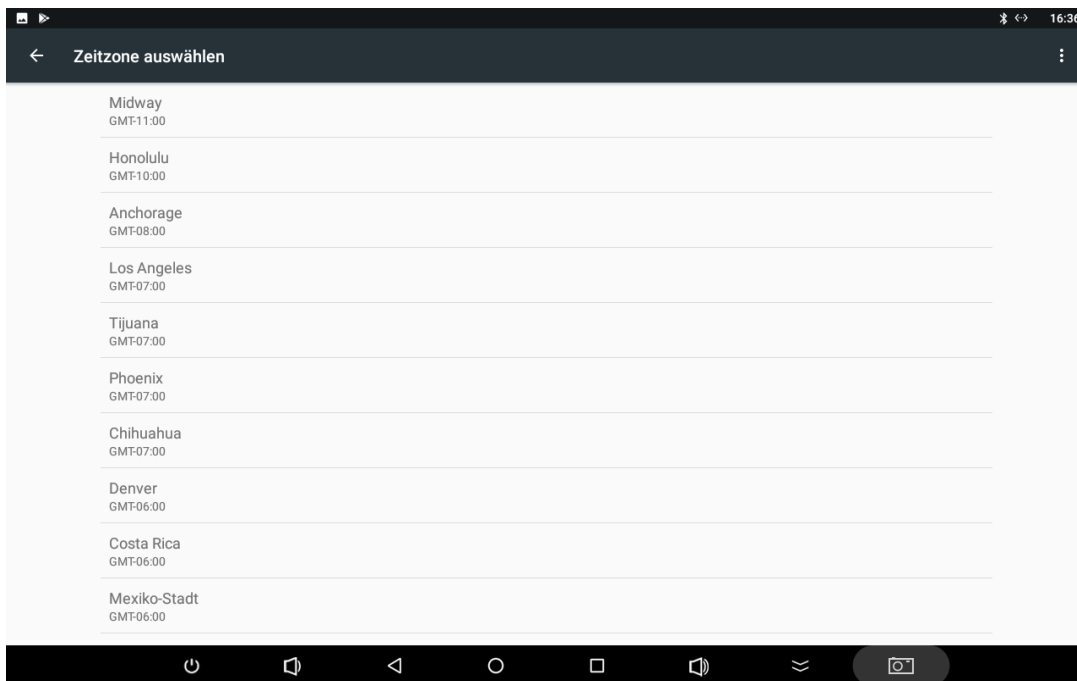 16:36
Zeitzone auswählen
Midway
GMT-11:00
Honolulu
GMT-10:00
Anchorage
GMT-08:00
Los Angeles
GMT-07:00
Tijuana
GMT-07:00
Phoenix
GMT-07:00
Chihuahua
GMT-07:00
Denver
GMT-06:00
Costa Rica
GMT-06:00
Mexiko-Stadt
GMT-06:00